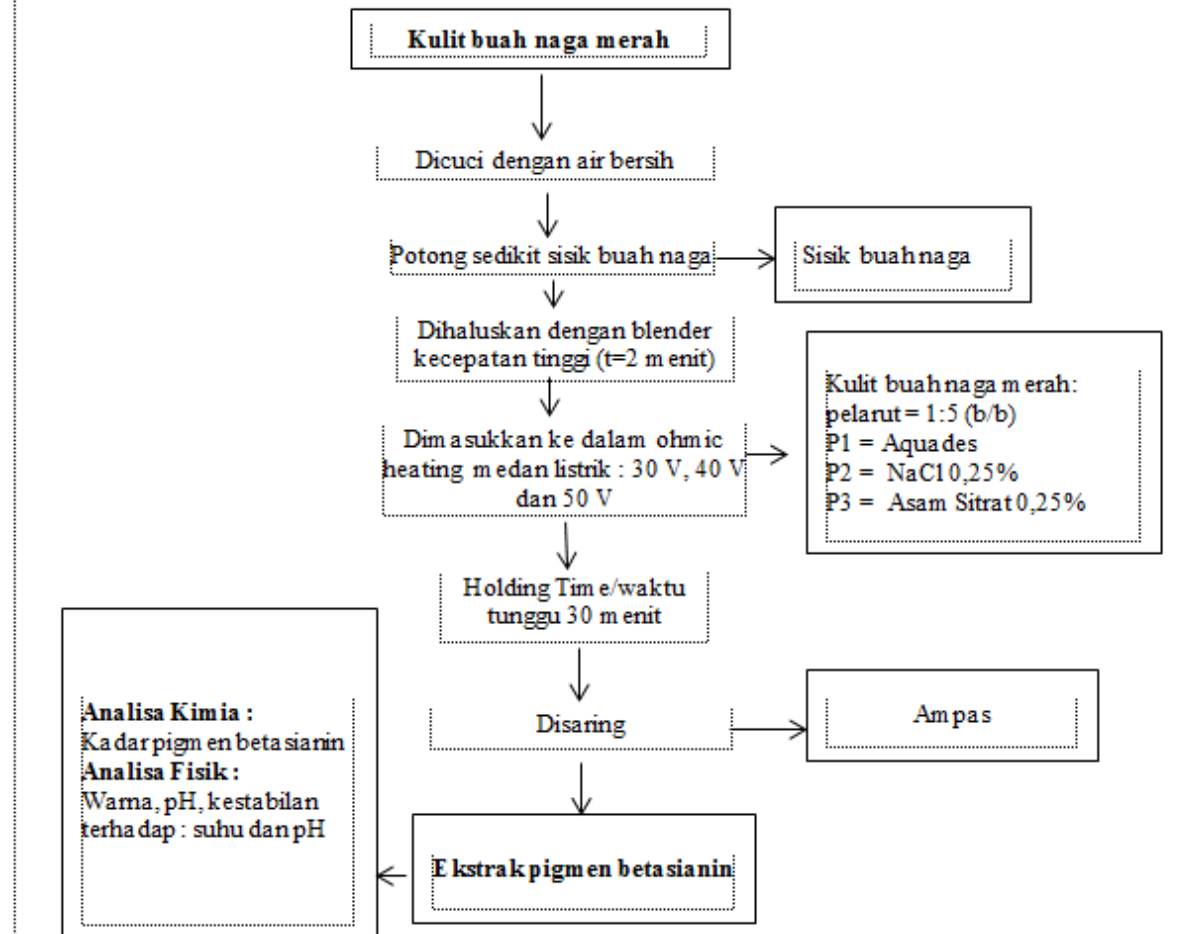 Kulit buah naga merah
Dicuci dengan air bersih
Potong sedikit sisik buah naga
Sisik buah naga
Dihaluskan dengan blender
kecepatan tinggi (t=2 menit)
Dimasukkan ke dalam ohmic
heating medan listrik : 30 V, 40 V
dan 50 V
Kulit buah naga merah:
pelarut = 1:5 (b/b)
P1 = Aquades
P2 = NaCl 0,25%
P3 = Asam Sitrat 0,25%
Holding Time/waktu
tunggu 30 menit
Disaring
Ampas
Ekstrak pigmen betasianin
Analisa Kimia :
Kadar pigmen betasianin
Analisa Fisik :
Warna, pH, kestabilan
terhadap : suhu dan pH